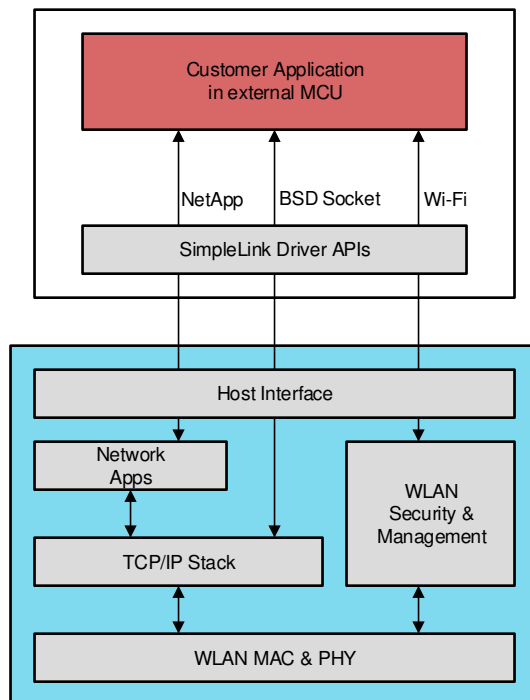 Customer Application
in external MCU
NetApp
BSD Socket
Wi-Fi
SimpleLink Driver APIs
Host Interface
Network
Apps
WLAN
Security &
Management
TCP/IP Stack
WLAN MAC & PHY